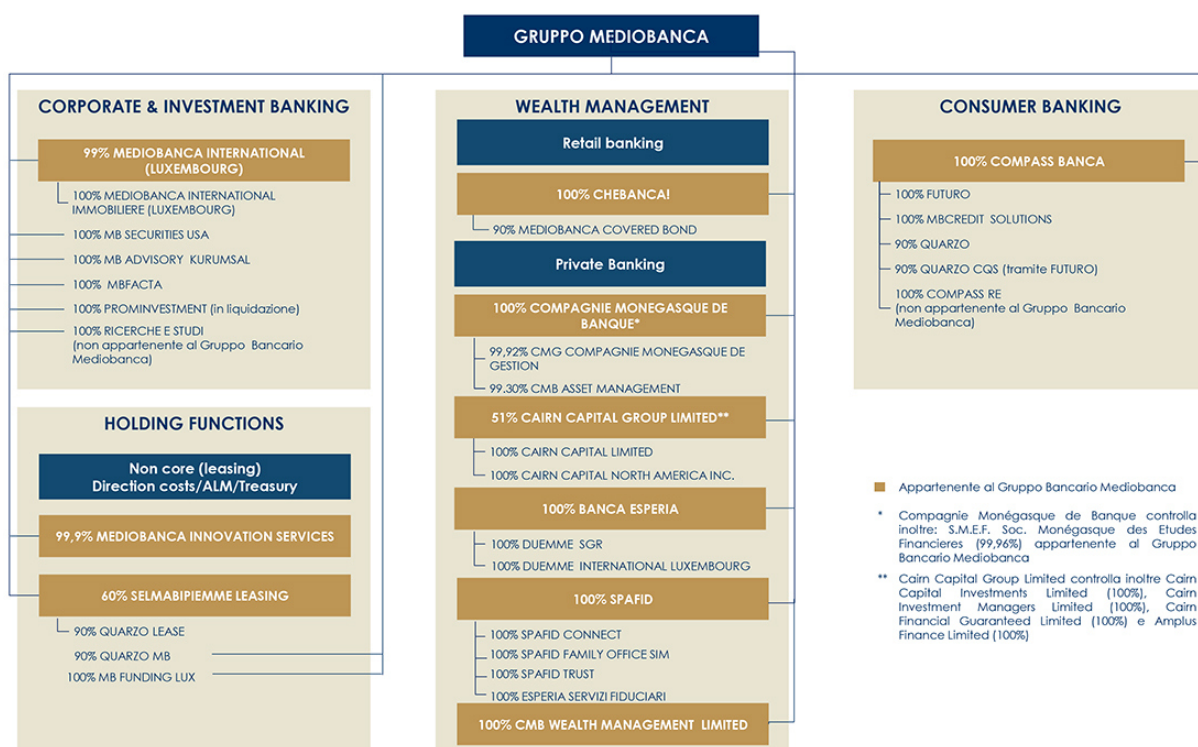 GRUPPO MEDIOBANCA
CORPORATE & INVESTMENT BANKING
99% MEDIOBANCA INTERNATIONAL
(LUXEMBOURG)
100% MEDIOBANCA INTERNATIONAL
IMMOBILIERE (LUXEMBOURG)
100% MB SECURITIES USA
100% MB ADVISORY KURUMSAL
100% MBFACTA
100% PROMINVESTMENT (in liquidazione)
100% RICERCHE E STUDI
(non appartenente al Gruppo Bancario
Mediobanca)
HOLDING FUNCTIONS
Non core (leasing)
Direction costs/ALM/Treasury
99,9% MEDIOBANCA INNOVATION SERVICES
60% SELMABIPIEMME LEASING
90% QUARZO LEASE
90% QUARZO MB
100% MB FUNDING LUX
WEALTH MANAGEMENT
Retail banking
100% CHEBANCA!
90% MEDIOBANCA COVERED BOND
Private Banking
100% COMPAGNIE MONEGASQUE DE
BANQUE*
99,92% CMG COMPAGNIE MONEGASQUE DE
GESTION
99.30% CMB ASSET MANAGEMENT
51% CAIRN CAPITAL GROUP LIMITED**
100% CAIRN CAPITAL LIMITED
100% CAIRN CAPITAL NORTH AMERICA INC.
100% BANCA ESPERIA
100% DUEMME SGR
100% DUEMME INTERNATIONAL LUXEMBOURG
100% SPAFID
100% SPAFID CONNECT
100% SPAFID FAMILY OFFICE SIM
100% SPAFID TRUST
100% ESPERIA SERVIZI FIDUCIARI
100% CMB WEALTH MANAGEMENT LIMITED
CONSUMER BANKING
100% COMPASS BANCA
100% FUTURO
100% MBCREDIT SOLUTIONS
90% QUARZO
90% QUARZO CQS (tramite FUTURO)
100% COMPASS RE
(non appartenente al Gruppo Bancario
Mediobanca)
Appartenente al Gruppo Bancario Mediobanca
* Compagnie Monégasque de Banque controlla
inoltre: S.M.E.F. Soc. Monégasque des Etudes
Financieres (99,96%) appartenente al Gruppo
Bancario Mediobanca
** Cairn Capital Group Limited controlla inoltre Cairn
Capital Investments Limited (100%), Cairn
Investment Managers Limited (100%), Cairn
Financial Guaranteed Limited (100%) e Amplus
Finance Limited (100%)